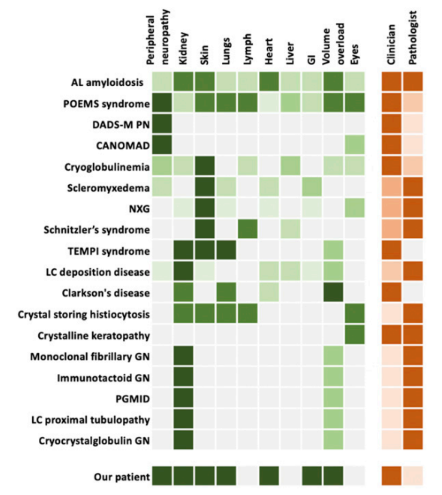 Peripheral
neuropathy
Kidney
Skin
Lungs
Lymph
Heart
Liver
GI
Volume
overload
Eyes
Clinician
Pathologist
AL amyloidosis
POEMS syndrome
DADS-M PN
CANOMAD
Cryoglobulinemia
Scleromyxedema
NXG
Schnitzler’s syndrome
TEMPI syndrome
LC deposition disease
Clarkson's disease
Crystal storing histiocytosis
Crystalline keratopathy
Monoclonal fibrillary GN
Immunotactoid GN
PGMID
LC proximal tubulopathy
Cryocrystalglobulin GN
Our patient